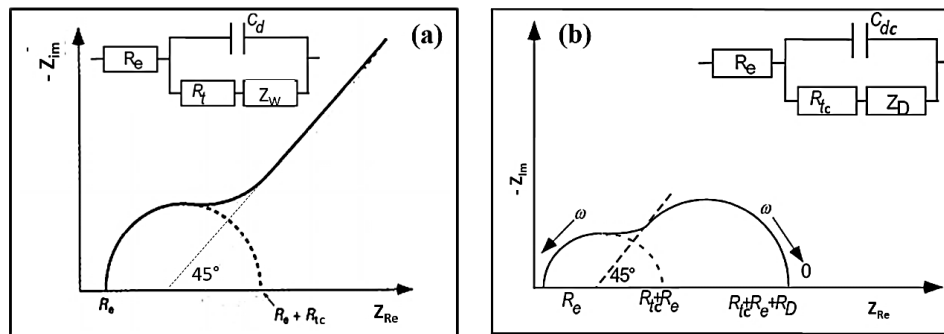 (a)
C_d
R_e
R_t
Z_W
- Z_im
45°
R_e
R_e + R_tc
Z_Re
(b)
C_dc
R_e
R_tc
Z_D
- Z_Im
ω
ω
45°
0
R_e
R_tc+R_e
R_tc+R_e+R_D
Z_Re